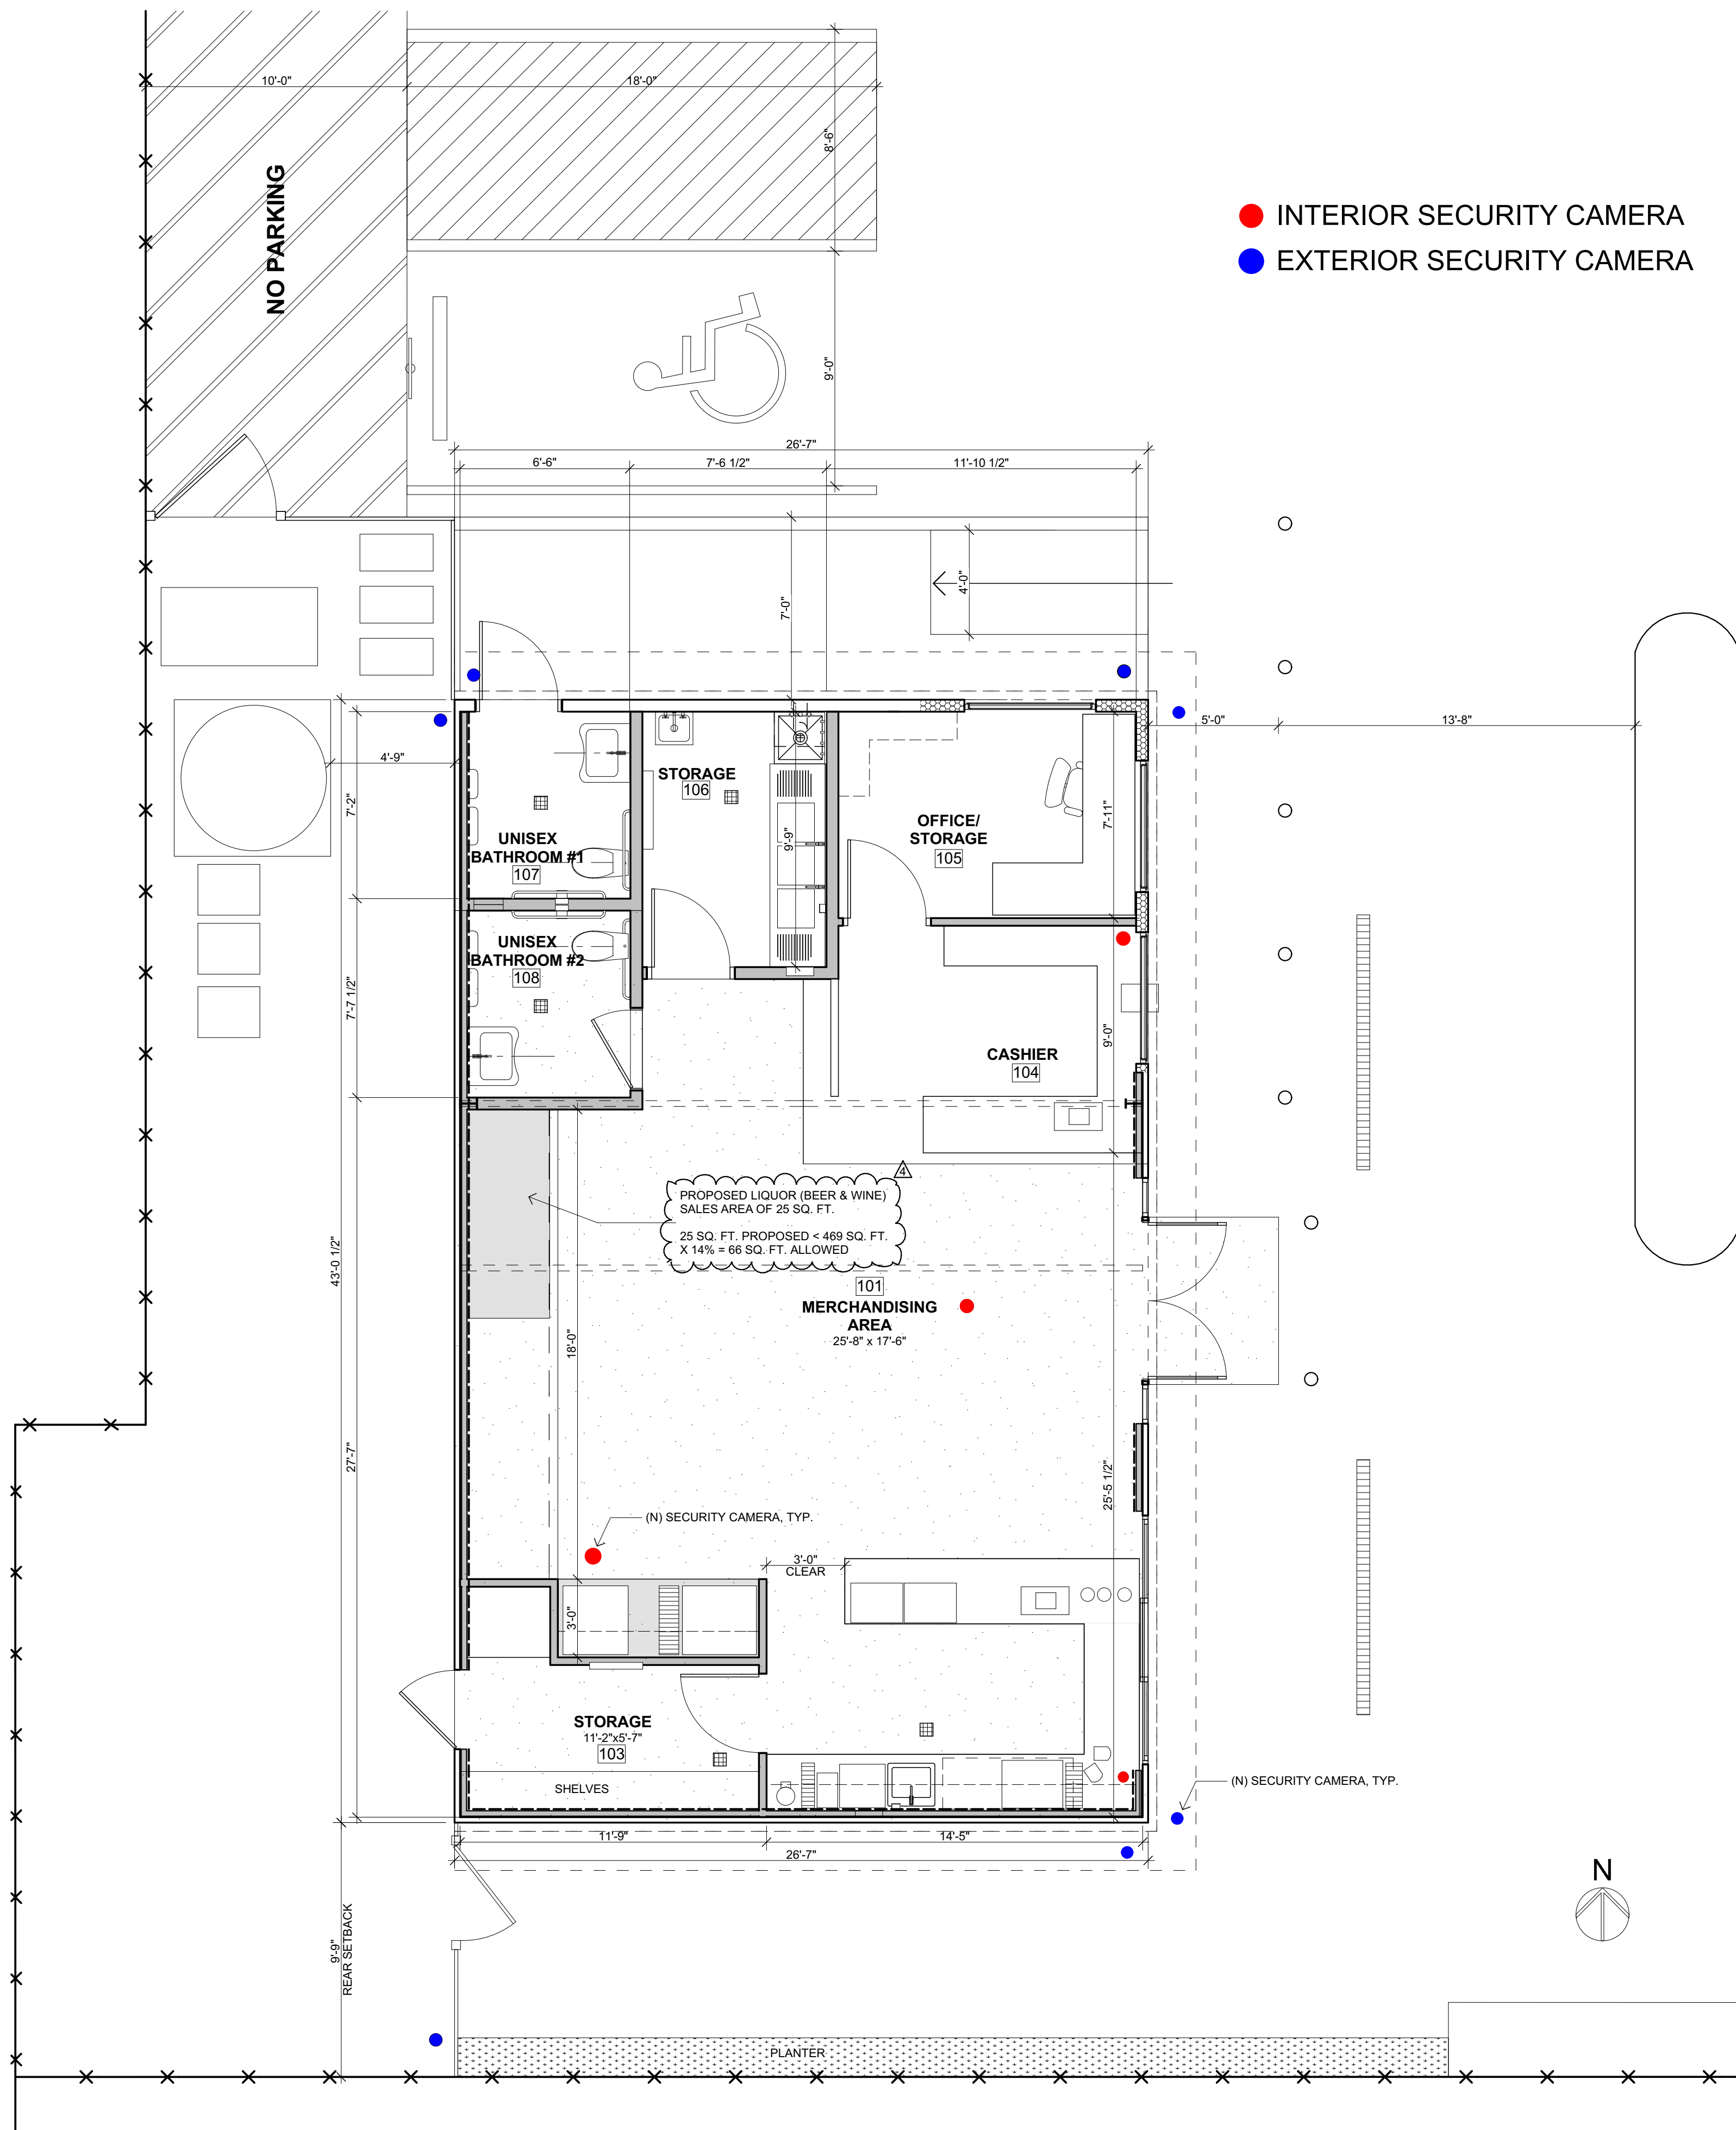 10'-0"
18'-0"
8'-6"
NO PARKING
INTERIOR SECURITY CAMERA
EXTERIOR SECURITY CAMERA
9'-0"
26'-7"
6'-6"
7'-6 1/2"
11'-10 1/2"
4'-0"
7'-0"
5'-0"
13'-8"
4'-9"
7'-2"
STORAGE
106
9'-9"
OFFICE/
STORAGE
105
7'-11"
UNISEX
BATHROOM #1
107
UNISEX
BATHROOM #2
108
7'-7 1/2"
9'-0"
CASHIER
104
4
PROPOSED LIQUOR (BEER & WINE)
SALES AREA OF 25 SQ. FT.
25 SQ. FT. PROPOSED < 469 SQ. FT.
X 14% = 66 SQ. FT. ALLOWED
43'-0 1/2"
101
MERCHANDISING
AREA
25'-8" x 17'-6"
18'-0"
27'-7"
25'-5 1/2"
(N) SECURITY CAMERA, TYP.
3'-0"
CLEAR
3'-0"
STORAGE
11'-2"x5'-7"
103
SHELVES
(N) SECURITY CAMERA, TYP.
11'-9"
14'-5"
26'-7"
N
9'-9"
REAR SETBACK
PLANTER